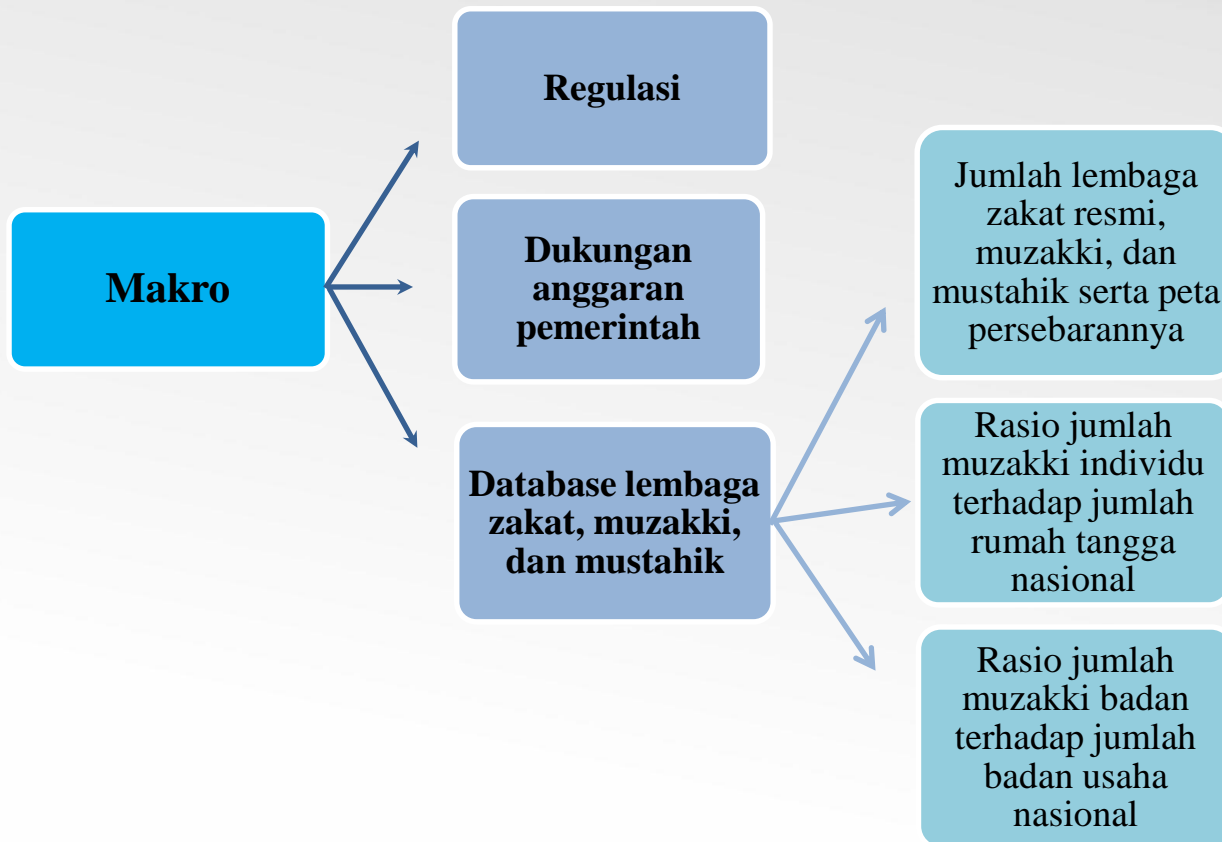 Makro
Regulasi
Dukungan
anggaran
pemerintah
Database lembaga
zakat, muzakki,
dan mustahik
Jumlah lembaga
zakat resmi,
muzakki, dan
mustahik serta peta
persebarannya
Rasio jumlah
muzakki individu
terhadap jumlah
rumah tangga
nasional
Rasio jumlah
muzakki badan
terhadap jumlah
badan usaha
nasional